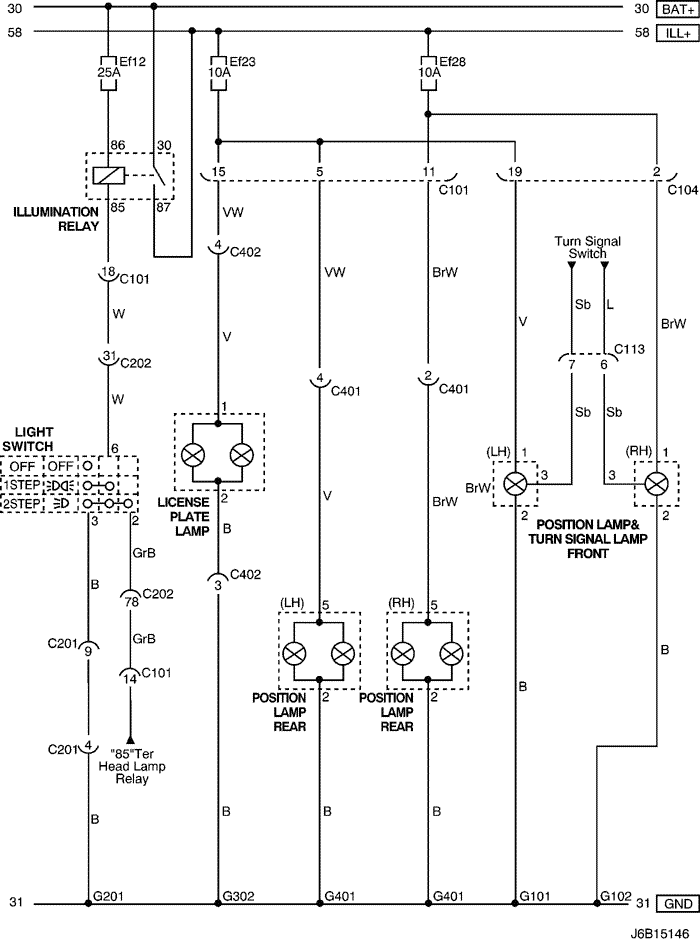 30 30 BAT+
58 58 ILL+
Ef12 Ef23 Ef28
25A 10A 10A
86 30 15 5 11 19 2
C101 C104
85 87
ILLUMINATION
RELAY
VW
4 C402
Turn Signal
Switch
18 C101
VW BrW
Sb L
W V V BrW
31 C202
C113
7 6
4 C401 2 C401
W
1
Sb Sb
LIGHT
SWITCH
6
(LH) 1 (RH) 1
OFF OFF
1STEP
2STEP
3 3
BrW
3 2
LICENSE
PLATE
LAMP
2
V BrW
2 2
B
POSITION LAMP&
TURN SIGNAL LAMP
FRONT
GrB
B
C402
3
78 C202
(LH) 5 (RH) 5
GrB
C201
9
14 C101
B
B
POSITION
LAMP
REAR
2
POSITION
LAMP
REAR
2
C201 4
"85"Ter
Head Lamp
Relay
B B B B
31 G201 G302 G401 G401 G101 G102 31 GND
J6B15146